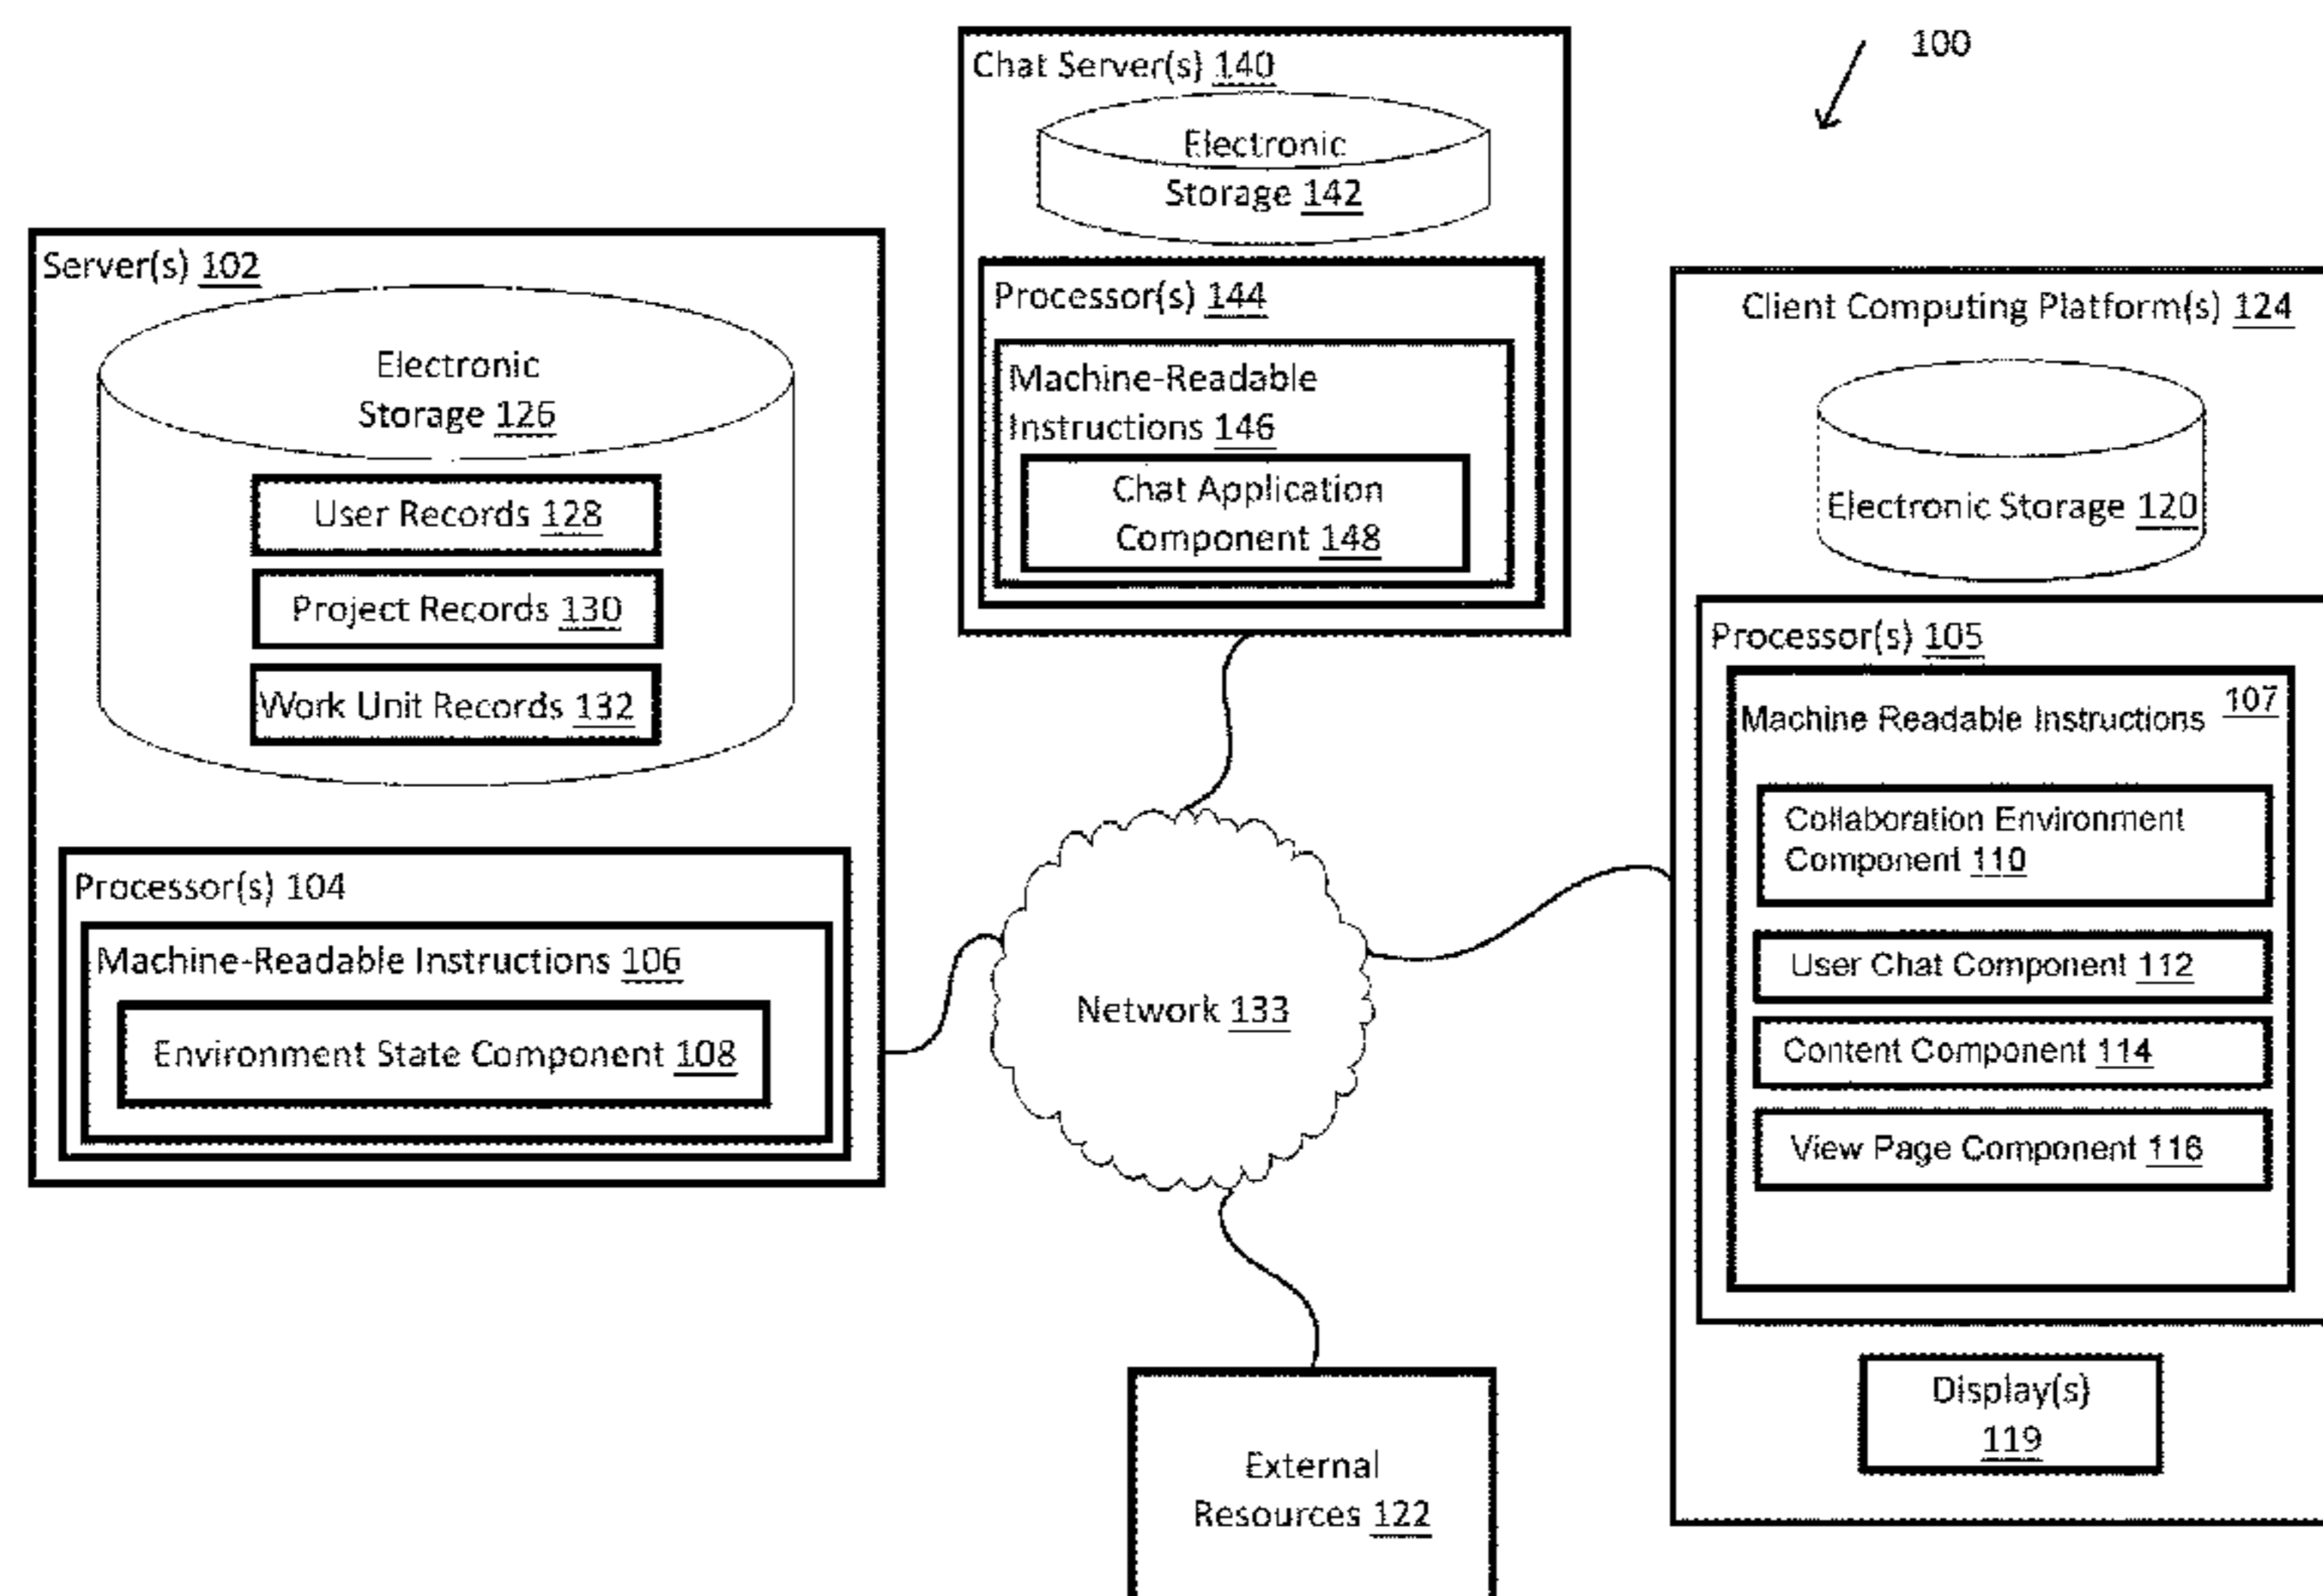 100
Chat Server(s) 140
Electronic
Storage 142
Processor(s) 144
Machine-Readable
Instructions 146
Chat Application
Component 148
Server(s) 102
Electronic
Storage 126
User Records 128
Project Records 130
Work Unit Records 132
Processor(s) 104
Machine-Readable Instructions 106
Environment State Component 108
Network 133
External
Resources 122
Client Computing Platform(s) 124
Electronic Storage 120
Processor(s) 105
Machine Readable Instructions 107
Collaboration Environment
Component 110
User Chat Component 112
Content Component 114
View Page Component 116
Display(s)
119